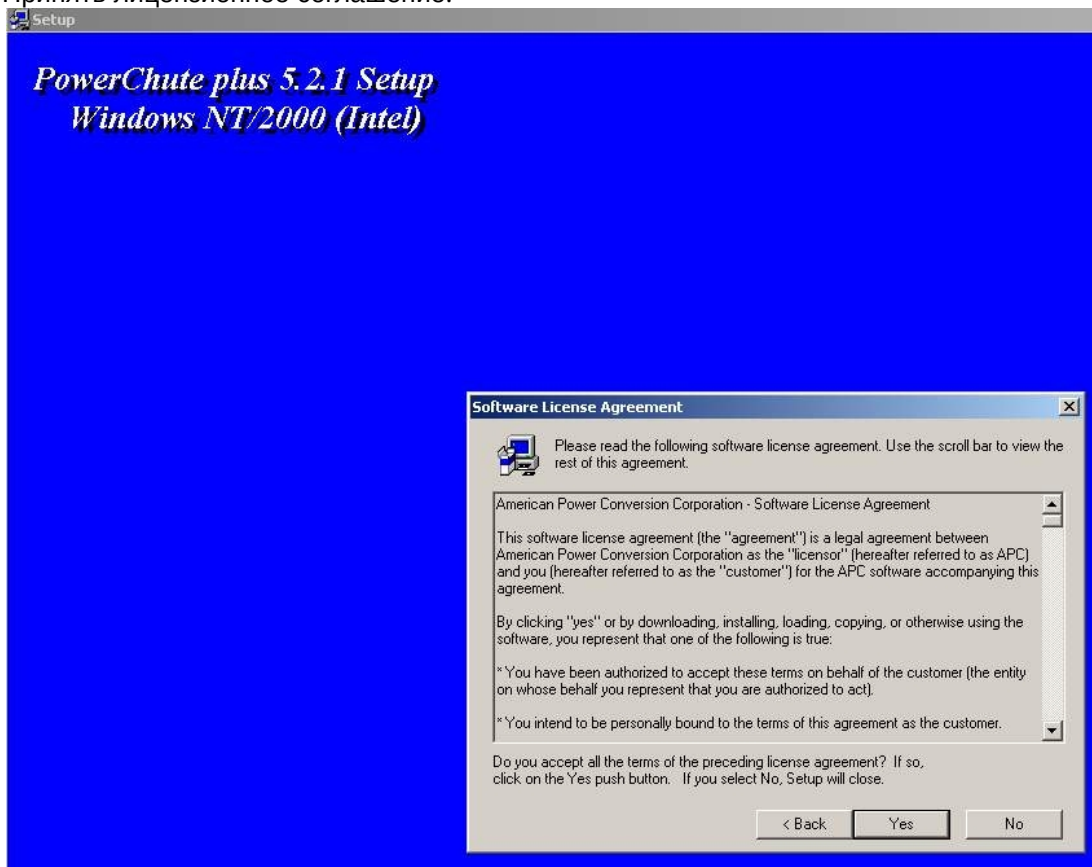 Принять лицензионное соглашение.
Setup
PowerChute plus 5.2.1 Setup
Windows NT/2000 (Intel)
Software License Agreement
Please read the following software license agreement. Use the scroll bar to view the
rest of this agreement.
American Power Conversion Corporation - Software License Agreement
This software license agreement (the "agreement") is a legal agreement between
American Power Conversion Corporation as the "licensor" (hereafter referred to as APC)
and you (hereafter referred to as the "customer") for the APC software accompanying this
agreement.
By clicking "yes" or by downloading, installing, loading, copying, or otherwise using the
software, you represent that one of the following is true:
* You have been authorized to accept these terms on behalf of the customer (the entity
on whose behalf you represent that you are authorized to act).
* You intend to be personally bound to the terms of this agreement as the customer.
Do you accept all the terms of the preceding license agreement? If so,
click on the Yes push button. If you select No, Setup will close.
< Back
Yes
No